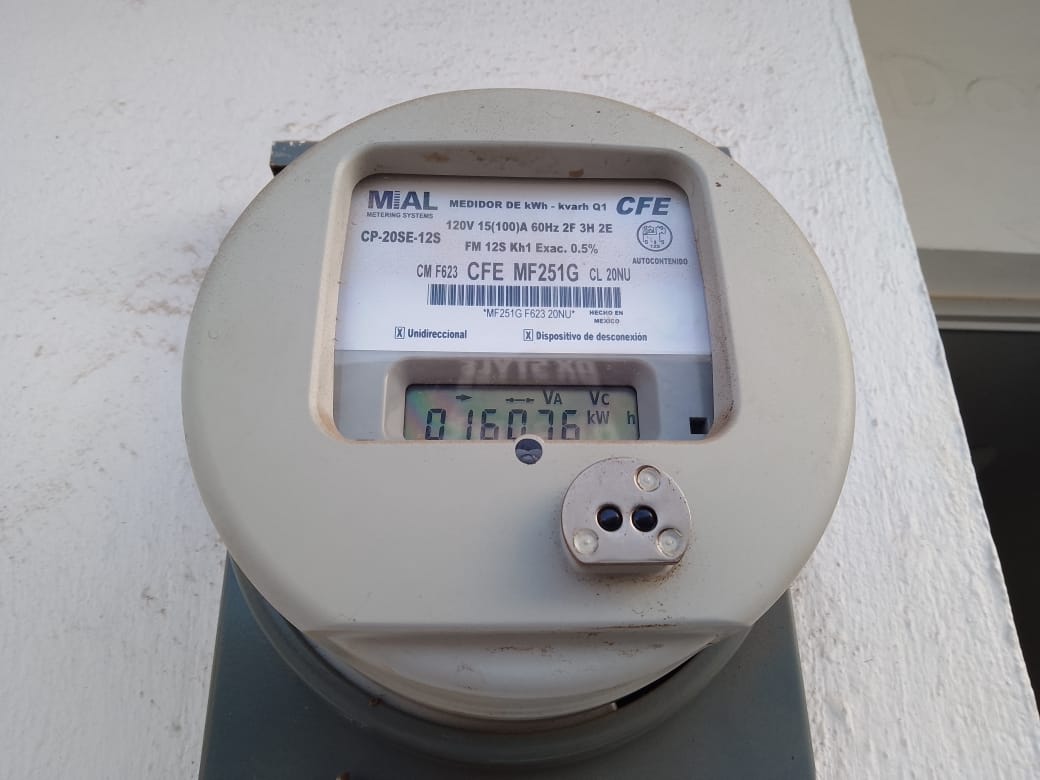 MIAL
METERING SYSTEMS
MEDIDOR DE kWh - kvarh Q1
CFE
120V 15(100)A 60Hz 2F 3H 2E
CP-20SE-12S
FM 12S Kh1 Exac. 0.5%
AUTOCONTENIDO
CM F623 CFE MF251G CL 20NU
*MF251G F623 20NU*
HECHO EN
MEXICO
X Unidireccional
X Dispositivo de desconexión
VA VC
016076 kW h